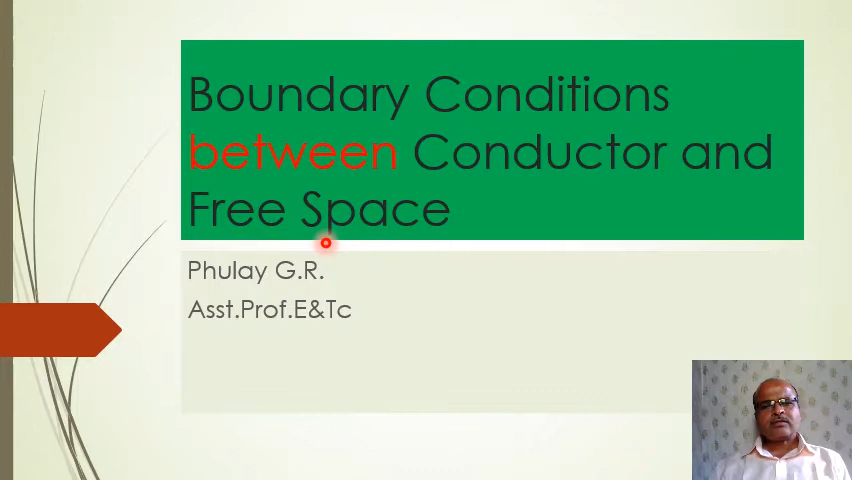 Boundary Conditions
between Conductor and
Free Space
Phulay G.R.
Asst.Prof.E&Tc